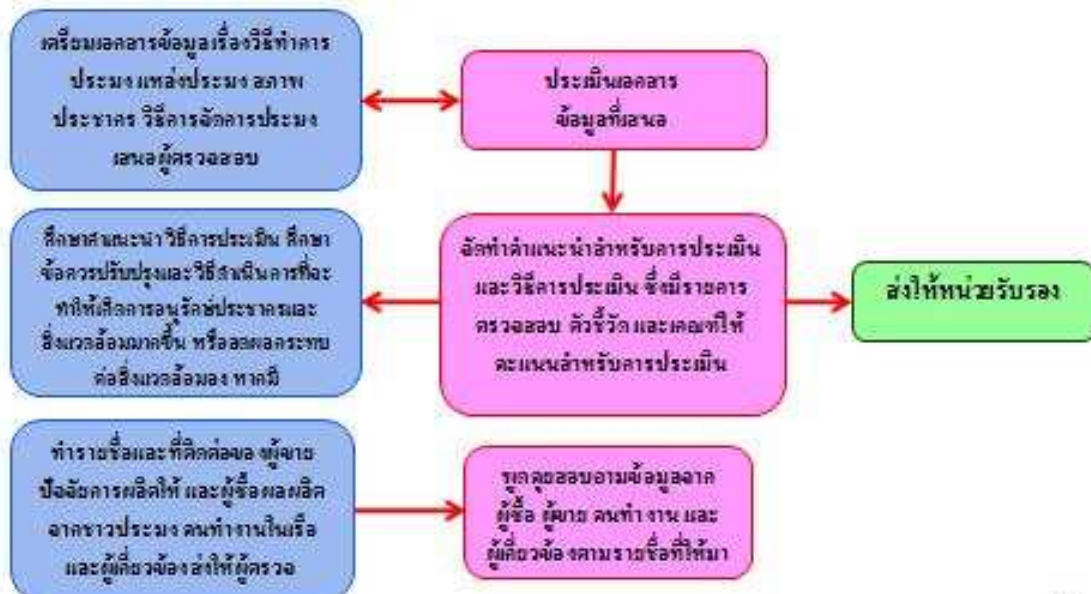 เตรียมเอกสารข้อมูลเรื่องวิธีทำการ
ประมง แหล่งประมง สภาพ
ประชากร วิธีการจัดการประมง
เสนอผู้ตรวจสอบ
ประเมินเอกสาร
ข้อมูลที่เสนอ
ศึกษาคำแนะนำ วิธีการประเมิน ศึกษา
ข้อควรปรับปรุงและวิธีดำเนินการที่จะ
ทำให้เกิดการอนุรักษ์ประชากรและ
สิ่งแวดล้อมมากขึ้น หรือลดผลกระทบ
ต่อสิ่งแวดล้อมลง หากมี
จัดทำคำแนะนำสำหรับการประเมิน
และวิธีการประเมิน ซึ่งมีรายการ
ตรวจสอบ ตัวชี้วัด และเกณฑ์ให้
คะแนนสำหรับการประเมิน
ส่งให้หน่วยรับรอง
ทำรายชื่อและที่ติดต่อของผู้ขาย
ปัจจัยการผลิตให้ และผู้ซื้อผลผลิต
จากชาวประมง คนทำงานในเรือ
และผู้เกี่ยวข้องส่งให้ผู้ตรวจ
พูดคุยสอบถามข้อมูลจาก
ผู้ซื้อ ผู้ขาย คนทำงาน และ
ผู้เกี่ยวข้องตามรายชื่อที่ให้มา